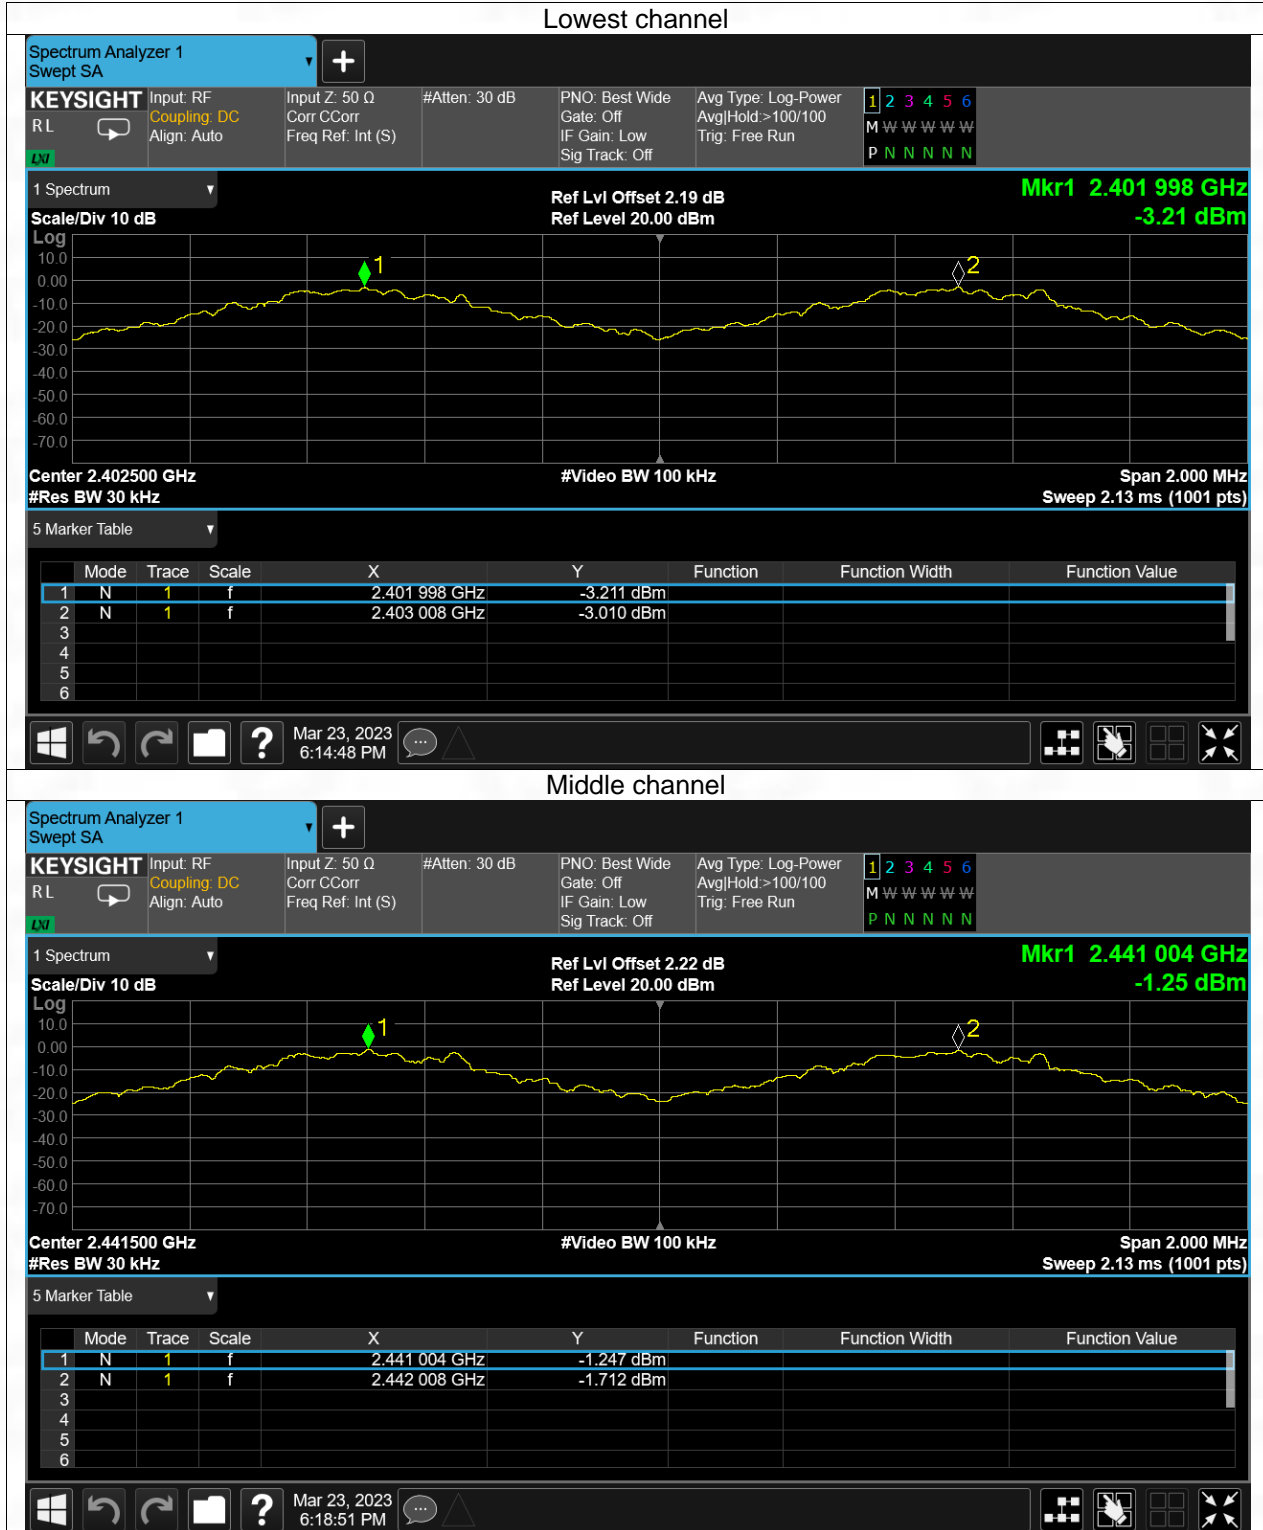 Lowest channel
Spectrum Analyzer 1
Swept SA
KEYSIGHT Input: RF Input Z: 50 Ω #Atten: 30 dB PNO: Best Wide Avg Type: Log-Power 1 2 3 4 5 6
RL Coupling: DC Corr CCorr Gate: Off Avg|Hold:>100/100 M W W W W W
Align: Auto Freq Ref: Int (S) IF Gain: Low Trig: Free Run
LXI Sig Track: Off P N N N N N
1 Spectrum Ref Lvl Offset 2.19 dB Mkr1 2.401 998 GHz
Scale/Div 10 dB Ref Level 20.00 dBm -3.21 dBm
Log
10.0
1 2
0.00
-10.0
-20.0
-30.0
-40.0
-50.0
-60.0
-70.0
Center 2.402500 GHz #Video BW 100 kHz Span 2.000 MHz
#Res BW 30 kHz Sweep 2.13 ms (1001 pts)
5 Marker Table
Mode Trace Scale X Y Function Function Width Function Value
1 N 1 f 2.401 998 GHz -3.211 dBm
2 N 1 f 2.403 008 GHz -3.010 dBm
3
4
5
6
? Mar 23, 2023
6:14:48 PM
Middle channel
Spectrum Analyzer 1
Swept SA
KEYSIGHT Input: RF Input Z: 50 Ω #Atten: 30 dB PNO: Best Wide Avg Type: Log-Power 1 2 3 4 5 6
RL Coupling: DC Corr CCorr Gate: Off Avg|Hold:>100/100 M W W W W W
Align: Auto Freq Ref: Int (S) IF Gain: Low Trig: Free Run
LXI Sig Track: Off P N N N N N
1 Spectrum Ref Lvl Offset 2.22 dB Mkr1 2.441 004 GHz
Scale/Div 10 dB Ref Level 20.00 dBm -1.25 dBm
Log
10.0
1 2
0.00
-10.0
-20.0
-30.0
-40.0
-50.0
-60.0
-70.0
Center 2.441500 GHz #Video BW 100 kHz Span 2.000 MHz
#Res BW 30 kHz Sweep 2.13 ms (1001 pts)
5 Marker Table
Mode Trace Scale X Y Function Function Width Function Value
1 N 1 f 2.441 004 GHz -1.247 dBm
2 N 1 f 2.442 008 GHz -1.712 dBm
3
4
5
6
? Mar 23, 2023
6:18:51 PM